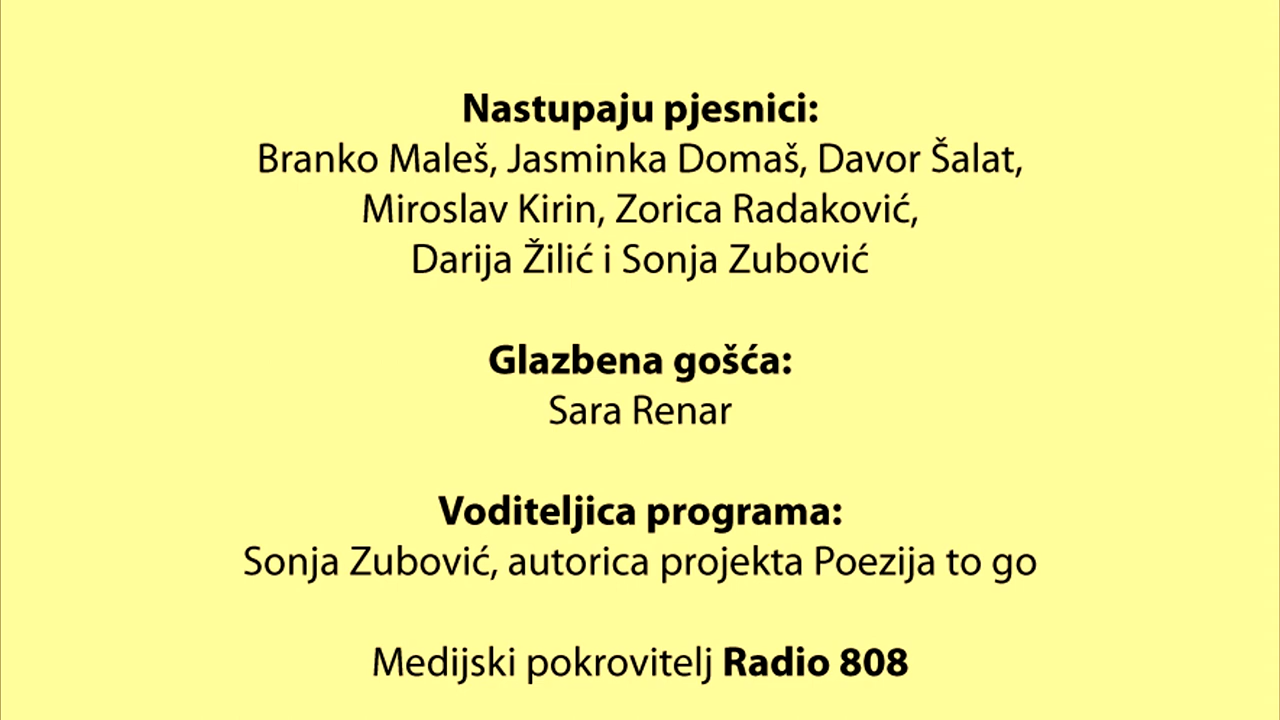 Nastupaju pjesnici:
Branko Maleš, Jasminka Domaš, Davor Šalat,
Miroslav Kirin, Zorica Radaković,
Darija Žilić i Sonja Zubović
Glazbena gošća:
Sara Renar
Voditeljica programa:
Sonja Zubović, autorica projekta Poezija to go
Medijski pokrovitelj Radio 808